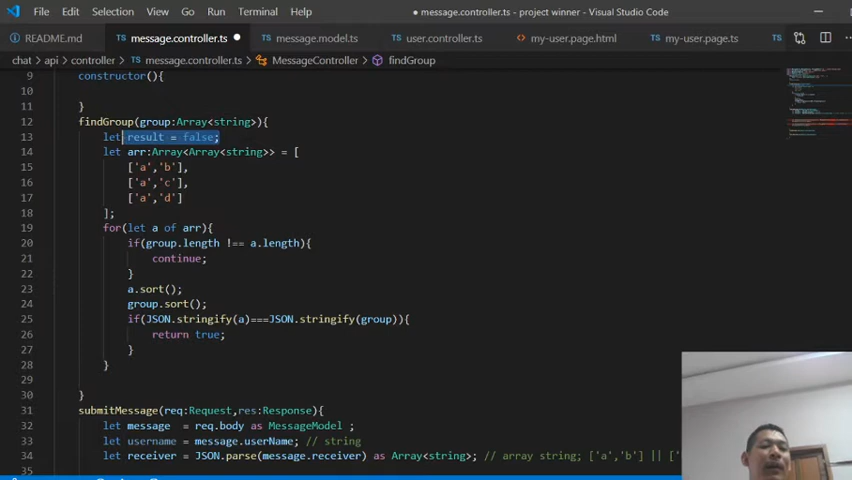 File Edit Selection View Go Run Terminal Help
● message.controller.ts - project winner - Visual Studio Code
README.md
TS message.controller.ts ●
TS message.model.ts
TS user.controller.ts
<> my-user.page.html
TS my-user.page.ts
TS
chat > api > controller > TS message.controller.ts > MessageController > findGroup
9 constructor(){
10
11 }
12 findGroup(group:Array<string>){
13 let result = false;
14 let arr:Array<Array<string>> = [
15 ['a','b'],
16 ['a','c'],
17 ['a','d']
18 ];
19 for(let a of arr){
20 if(group.length !== a.length){
21 continue;
22 }
23 a.sort();
24 group.sort();
25 if(JSON.stringify(a)===JSON.stringify(group)){
26 return true;
27 }
28 }
29
30 }
31 submitMessage(req:Request,res:Response){
32 let message = req.body as MessageModel ;
33 let username = message.userName; // string
34 let receiver = JSON.parse(message.receiver) as Array<string>; // array string; ['a','b'] || ['
35